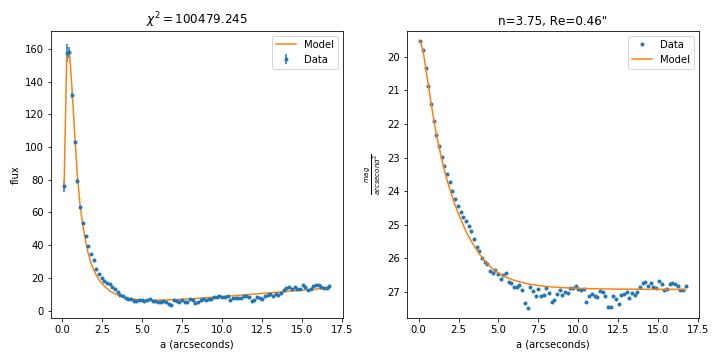 χ² = 100479.245
160
140
120
100
80
60
40
20
0
flux
Model
Data
0.0 2.5 5.0 7.5 10.0 12.5 15.0 17.5
a (arcseconds)
n=3.75, Re=0.46"
20
21
22
23
24
25
26
27
mag/arcsecond²
Data
Model
0.0 2.5 5.0 7.5 10.0 12.5 15.0 17.5
a (arcseconds)